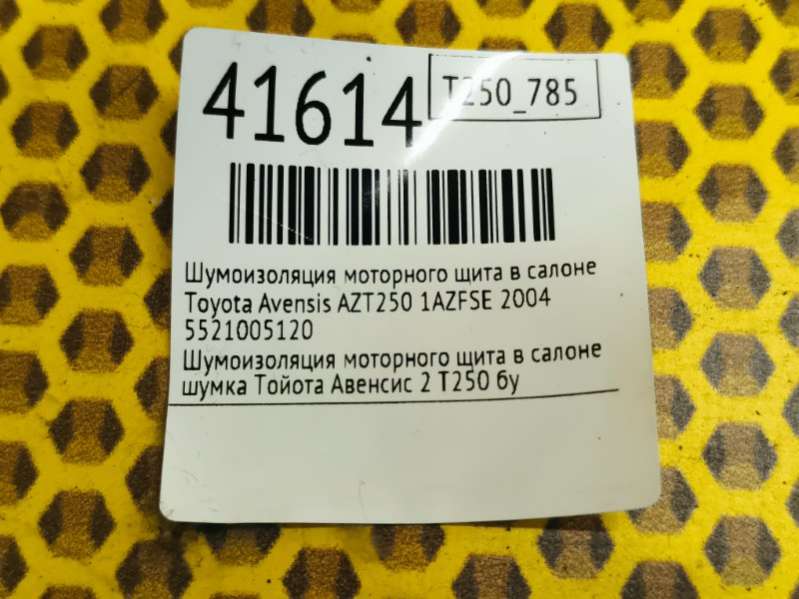 41614
T250_785
Шумоизоляция моторного щита в салоне
Toyota Avensis AZT250 1AZFSE 2004
5521005120
Шумоизоляция моторного щита в салоне
шумка Тойота Авенсис 2 Т250 бу